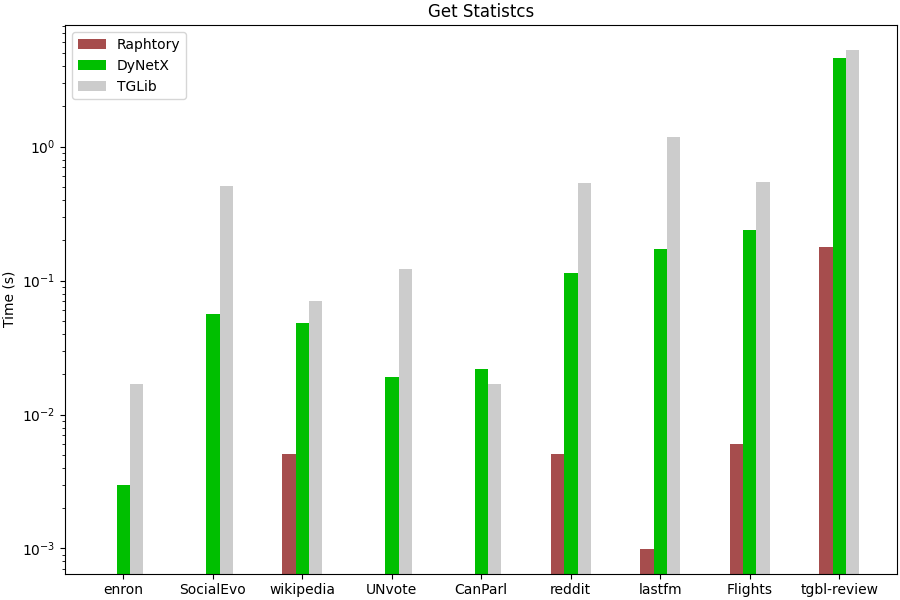 Get Statistcs
Raphtory
DyNetX
TGLib
Time (s)
10⁰
10⁻¹
10⁻²
10⁻³
enron SocialEvo wikipedia UNvote CanParl reddit lastfm Flights tgbl-review